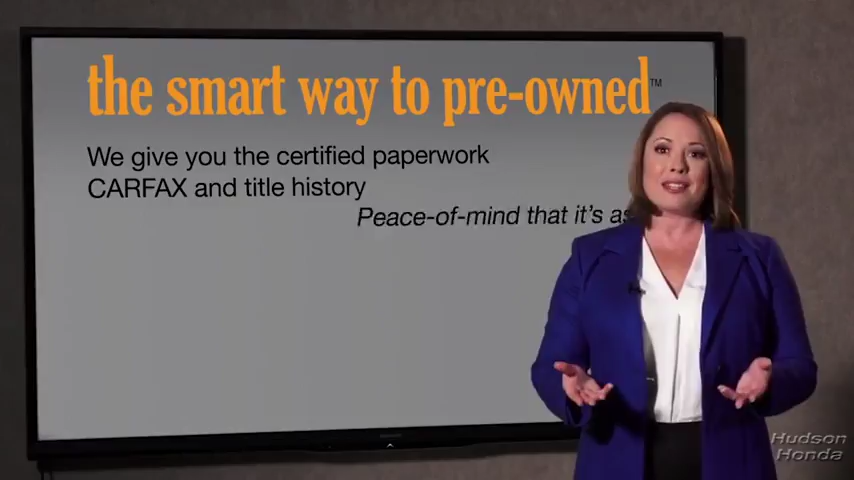 the smart way to pre-owned™
We give you the certified paperwork
CARFAX and title history
Peace-of-mind that it's as
Hudson
Honda